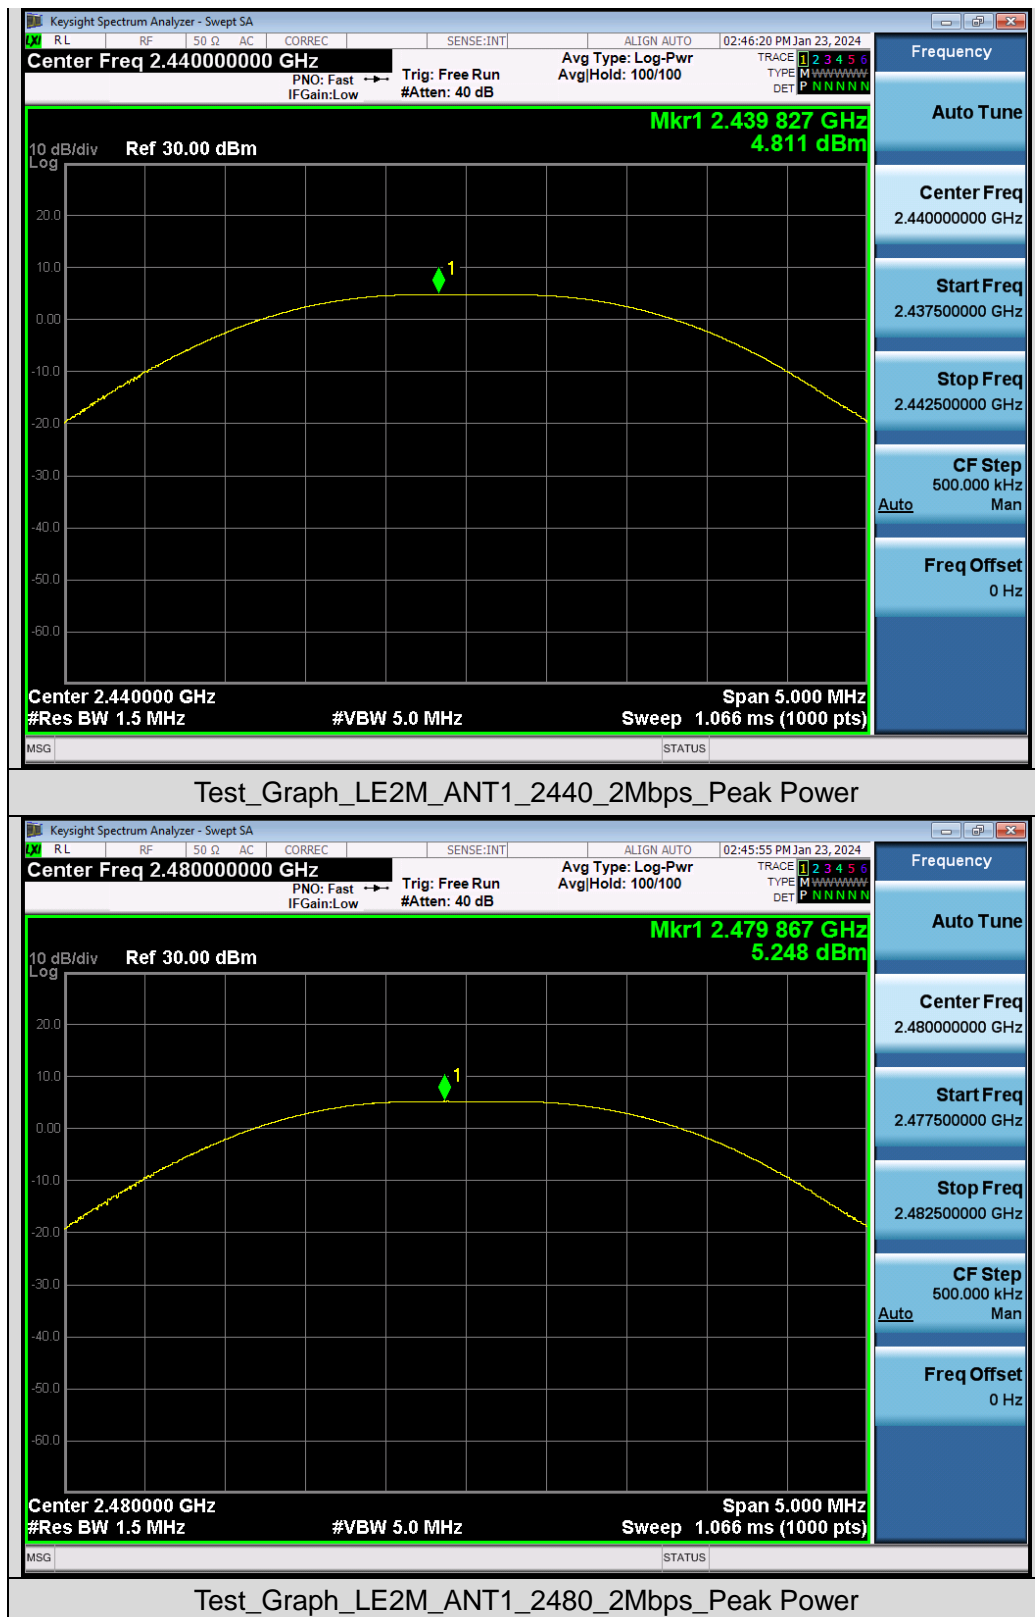 Keysight Spectrum Analyzer - Swept SA
LXI RL RF 50 Ω AC CORREC SENSE:INT ALIGN AUTO 02:46:20 PM Jan 23, 2024
Center Freq 2.440000000 GHz
PNO: Fast
IFGain:Low
Trig: Free Run
#Atten: 40 dB
Avg Type: Log-Pwr
Avg|Hold: 100/100
TRACE 1 2 3 4 5 6
TYPE M WWWWW
DET P N N N N N
Frequency
Mkr1 2.439 827 GHz
4.811 dBm
10 dB/div Ref 30.00 dBm
Log
20.0
10.0
0.00
-10.0
-20.0
-30.0
-40.0
-50.0
-60.0
1
Center 2.440000 GHz Span 5.000 MHz
#Res BW 1.5 MHz #VBW 5.0 MHz Sweep 1.066 ms (1000 pts)
MSG STATUS
Auto Tune
Center Freq
2.440000000 GHz
Start Freq
2.437500000 GHz
Stop Freq
2.442500000 GHz
CF Step
500.000 kHz
Auto Man
Freq Offset
0 Hz
Test_Graph_LE2M_ANT1_2440_2Mbps_Peak Power
Keysight Spectrum Analyzer - Swept SA
LXI RL RF 50 Ω AC CORREC SENSE:INT ALIGN AUTO 02:45:55 PM Jan 23, 2024
Center Freq 2.480000000 GHz
PNO: Fast
IFGain:Low
Trig: Free Run
#Atten: 40 dB
Avg Type: Log-Pwr
Avg|Hold: 100/100
TRACE 1 2 3 4 5 6
TYPE M WWWWW
DET P N N N N N
Frequency
Mkr1 2.479 867 GHz
5.248 dBm
10 dB/div Ref 30.00 dBm
Log
20.0
10.0
0.00
-10.0
-20.0
-30.0
-40.0
-50.0
-60.0
1
Center 2.480000 GHz Span 5.000 MHz
#Res BW 1.5 MHz #VBW 5.0 MHz Sweep 1.066 ms (1000 pts)
MSG STATUS
Auto Tune
Center Freq
2.480000000 GHz
Start Freq
2.477500000 GHz
Stop Freq
2.482500000 GHz
CF Step
500.000 kHz
Auto Man
Freq Offset
0 Hz
Test_Graph_LE2M_ANT1_2480_2Mbps_Peak Power